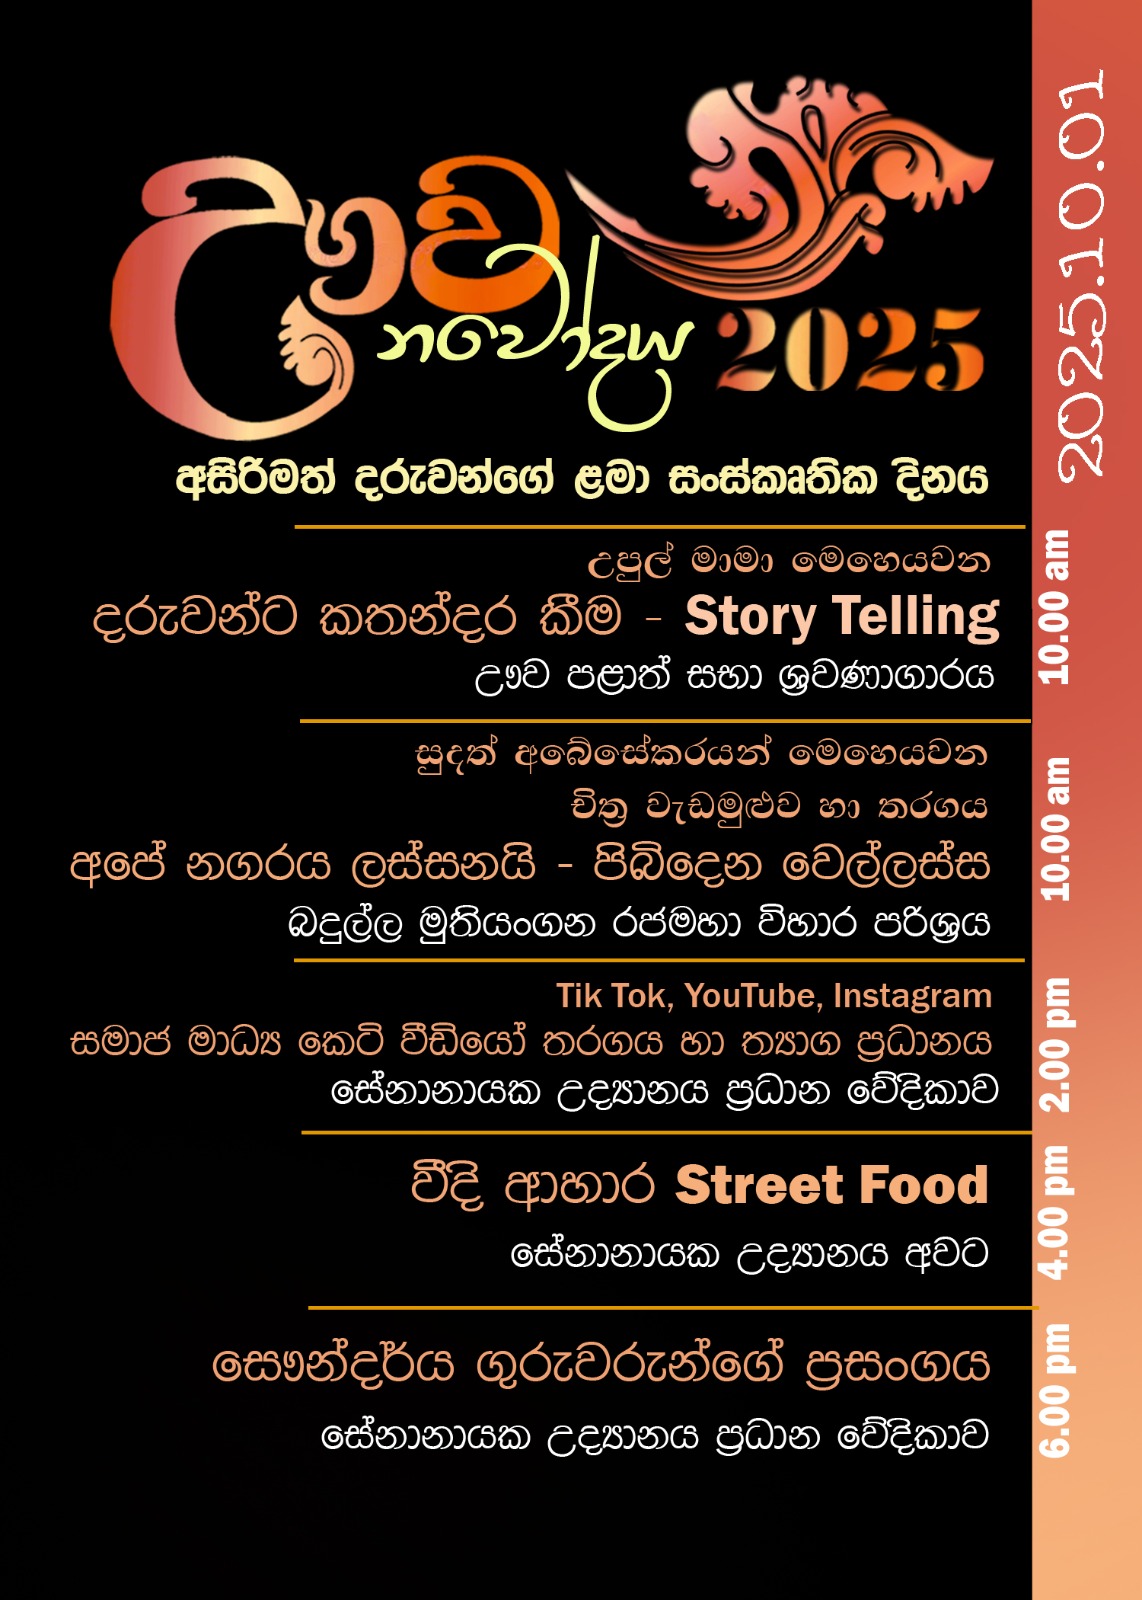 ඌව
නවෝදය 2025
2025.10.01
අසිරිමත් දරුවන්ගේ ළමා සංස්කෘතික දිනය
උපුල් මාමා මෙහෙයවන
දරුවන්ට කතන්දර කීම - Story Telling
ඌව පළාත් සභා ශ්‍රවණාගාරය
10.00 am
සුදත් අබේසේකරයන් මෙහෙයවන
චිත්‍ර වැඩමුළුව හා තරගය
අපේ නගරය ලස්සනයි - පිබිදෙන වෙල්ලස්ස
බදුල්ල මුතියංගන රජමහා විහාර පරිශ්‍රය
10.00 am
Tik Tok, YouTube, Instagram
සමාජ මාධ්‍ය කෙටි වීඩියෝ තරගය හා ත්‍යාග ප්‍රධානය
සේනානායක උද්‍යානය ප්‍රධාන වේදිකාව
2.00 pm
වීදි ආහාර Street Food
සේනානායක උද්‍යානය අවට
4.00 pm
සෞන්දර්ය ගුරුවරුන්ගේ ප්‍රසංගය
සේනානායක උද්‍යානය ප්‍රධාන වේදිකාව
6.00 pm